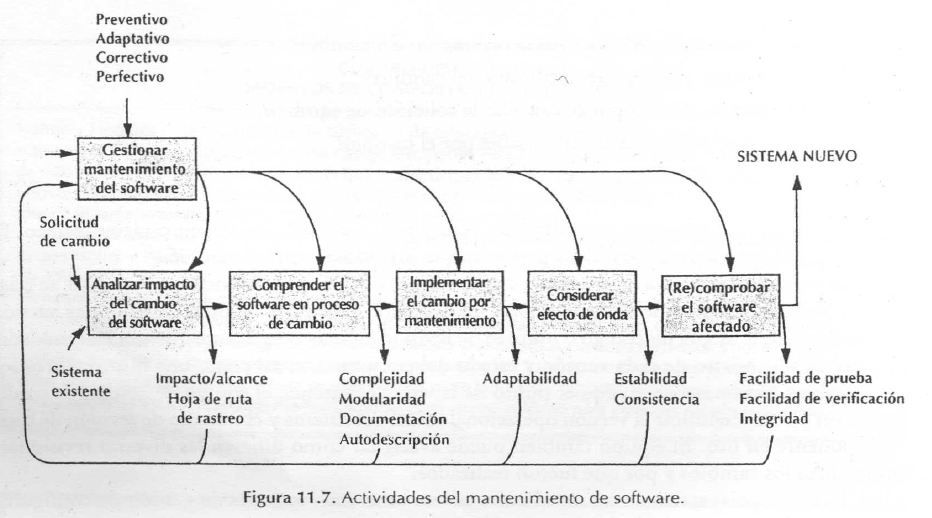 Preventivo
Adaptativo
Correctivo
Perfectivo
Gestionar
mantenimiento
del software
SISTEMA NUEVO
Solicitud
de cambio
Analizar impacto
del cambio
del software
Comprender el
software en proceso
de cambio
Implementar
el cambio por
mantenimiento
Considerar
efecto de onda
(Re)comprobar
el software
afectado
Sistema
existente
Impacto/alcance
Hoja de ruta
de rastreo
Complejidad
Modularidad
Documentación
Autodescripción
Adaptabilidad
Estabilidad
Consistencia
Facilidad de prueba
Facilidad de verificación
Integridad
Figura 11.7. Actividades del mantenimiento de software.